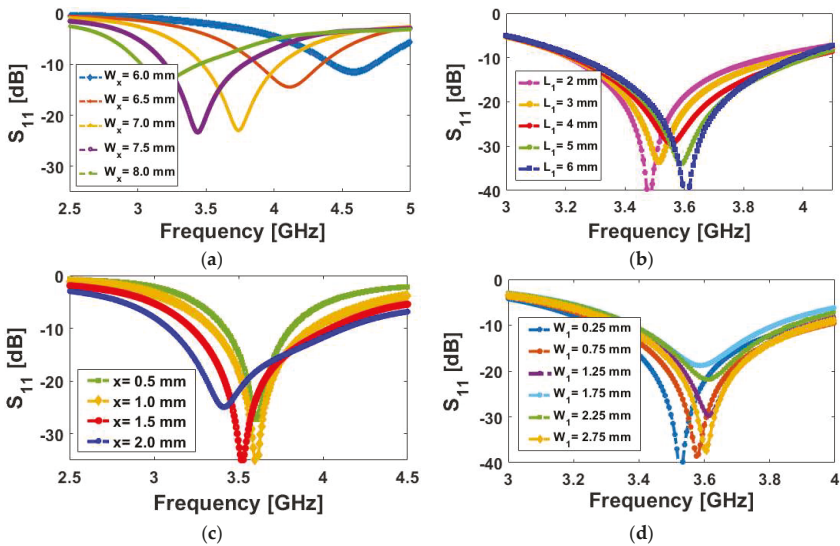 0
-10
-20
-30
S11 [dB]
Wx= 6.0 mm
Wx= 6.5 mm
Wx= 7.0 mm
Wx= 7.5 mm
Wx= 8.0 mm
2.5 3 3.5 4 4.5 5
Frequency [GHz]
(a)
0
-10
-20
-30
-40
S11 [dB]
L1= 2 mm
L1= 3 mm
L1= 4 mm
L1= 5 mm
L1= 6 mm
3 3.2 3.4 3.6 3.8 4
Frequency [GHz]
(b)
0
-10
-20
-30
S11 [dB]
x= 0.5 mm
x= 1.0 mm
x= 1.5 mm
x= 2.0 mm
2.5 3 3.5 4 4.5
Frequency [GHz]
(c)
0
-10
-20
-30
-40
S11 [dB]
W1= 0.25 mm
W1= 0.75 mm
W1= 1.25 mm
W1= 1.75 mm
W1= 2.25 mm
W1= 2.75 mm
3 3.2 3.4 3.6 3.8 4
Frequency [GHz]
(d)